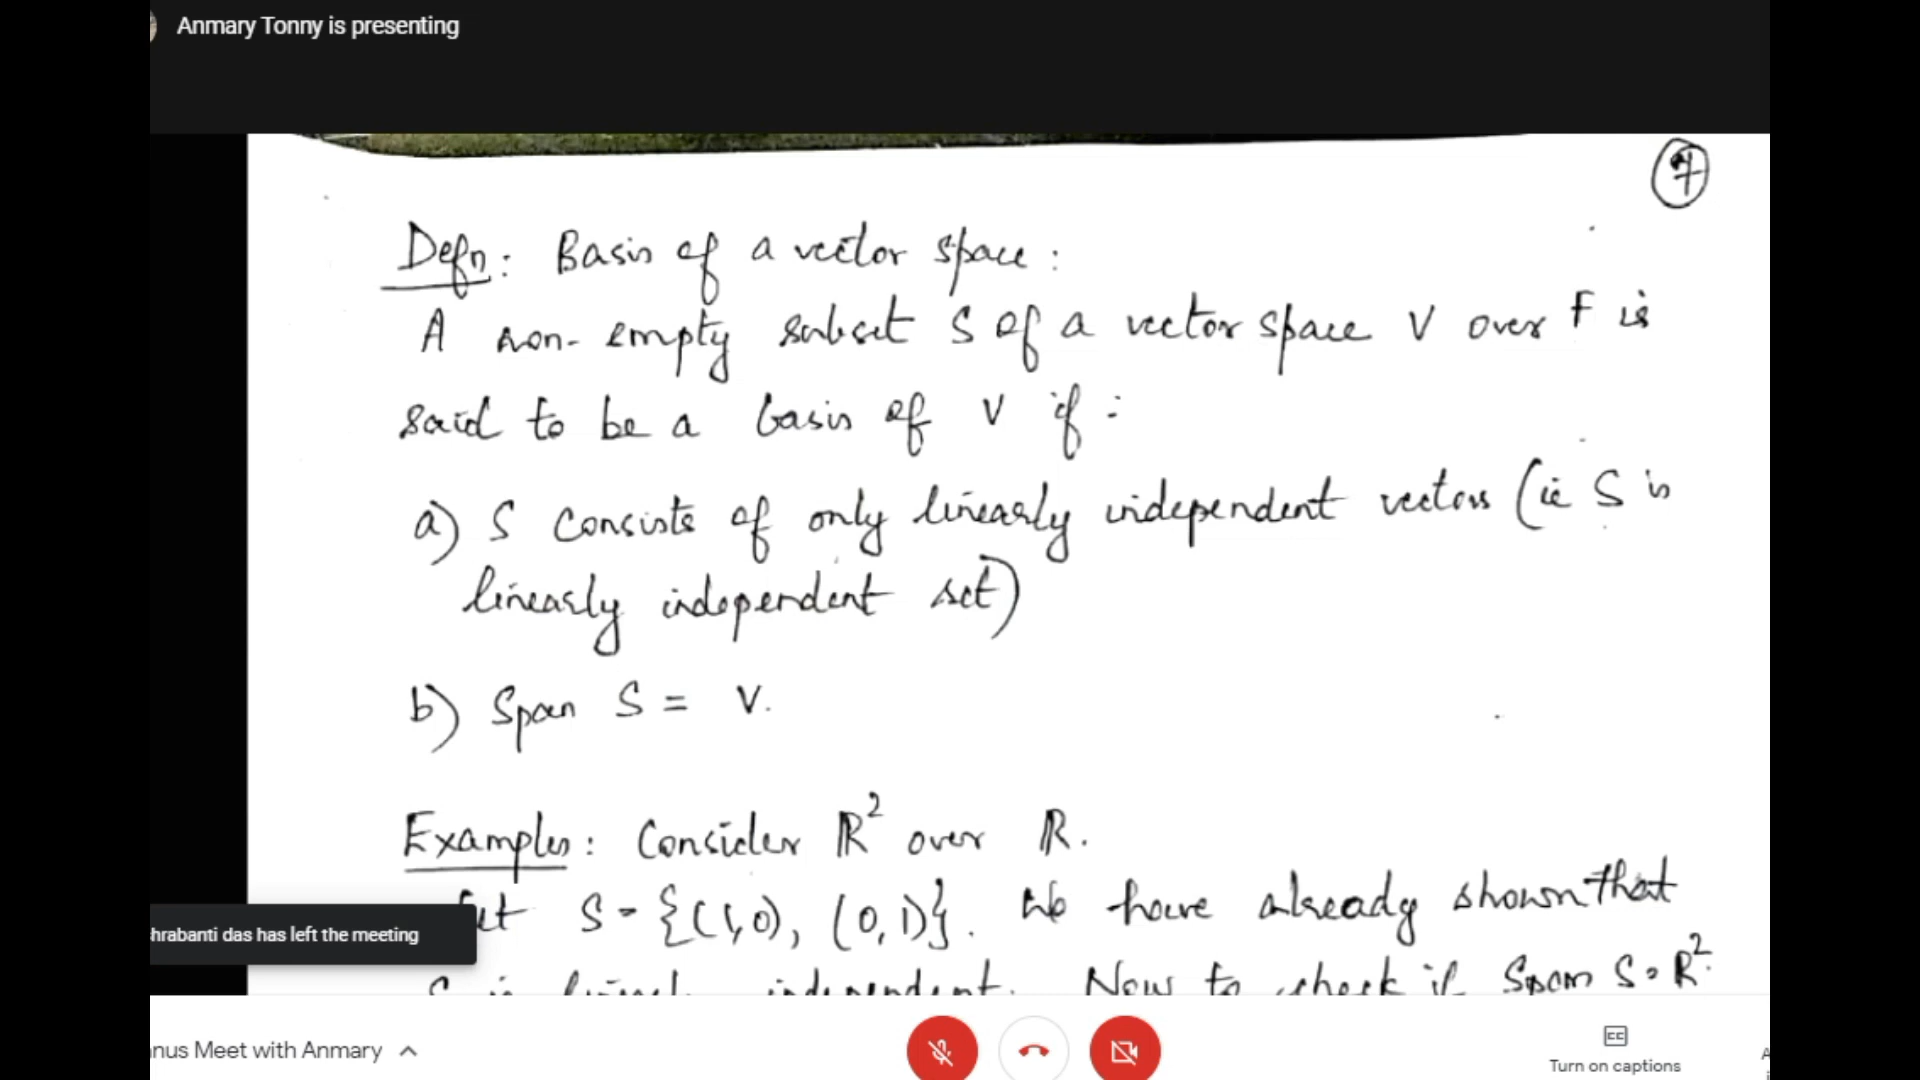 Anmary Tonny is presenting
7
Defn: Basis of a vector space:
A non-empty subset S of a vector space V over F is
said to be a basis of V if:
a) S consists of only linearly independent vectors (ie S is
linearly independent set)
b) Span S = V.
Examples: Consider R² over R.
S = {(1,0), (0,1)}. We have already shown that
independent. Now to check if Span S = R².
hrabanti das has left the meeting
nus Meet with Anmary
CC
Turn on captions